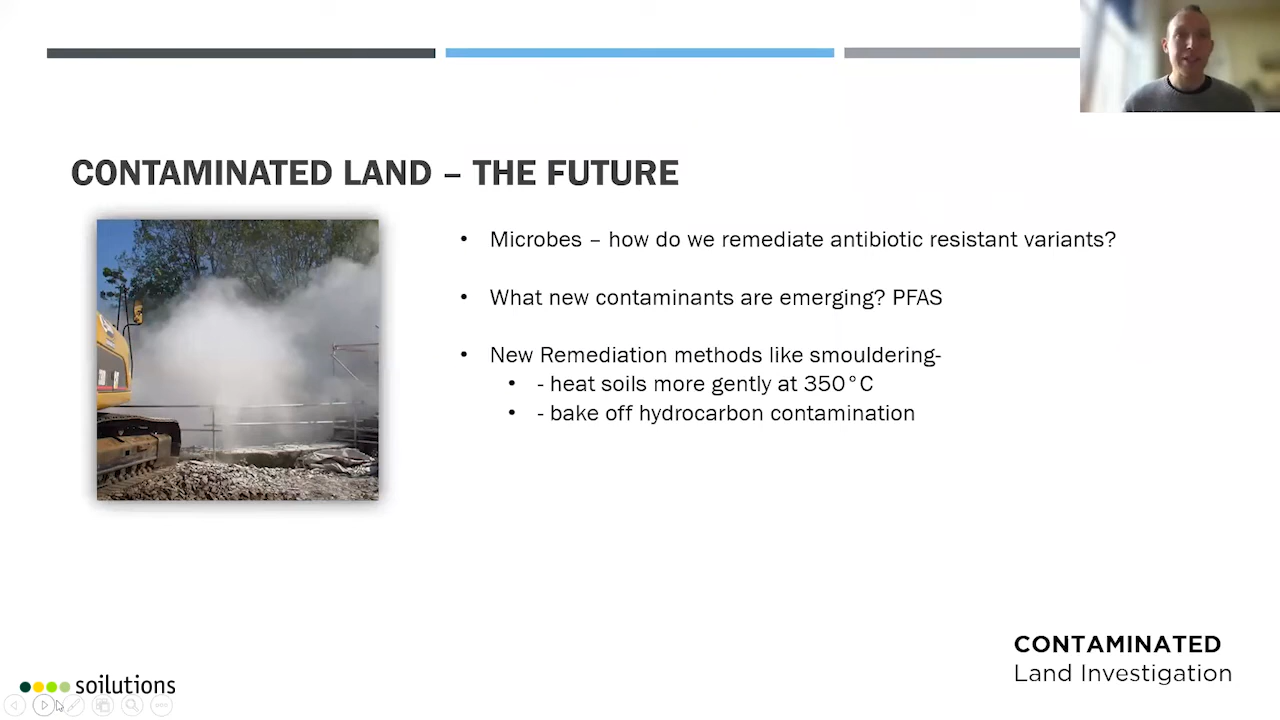 CONTAMINATED LAND – THE FUTURE
• Microbes – how do we remediate antibiotic resistant variants?
• What new contaminants are emerging? PFAS
• New Remediation methods like smouldering-
• - heat soils more gently at 350°C
• - bake off hydrocarbon contamination
CONTAMINATED
Land Investigation
soilutions